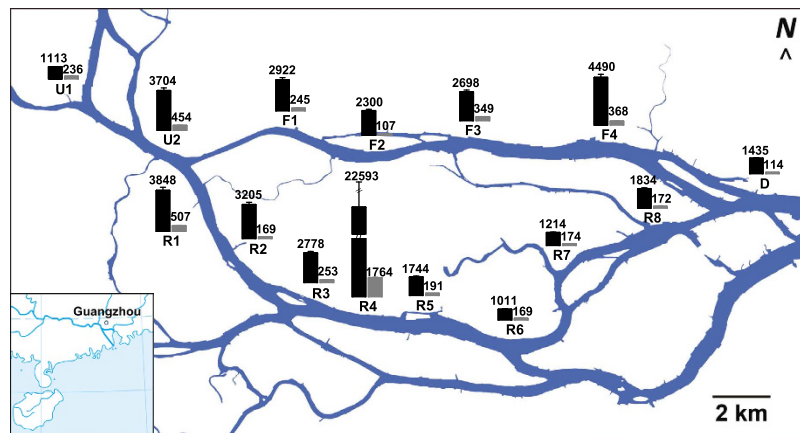 N
1113
236
U1
3704
454
U2
2922
245
F1
2300
107
F2
2698
349
F3
4490
368
F4
1435
114
D
3848
507
R1
3205
169
R2
2778
253
R3
22593
1764
R4
1744
191
R5
1011
169
R6
1214
174
R7
1834
172
R8
Guangzhou
2 km